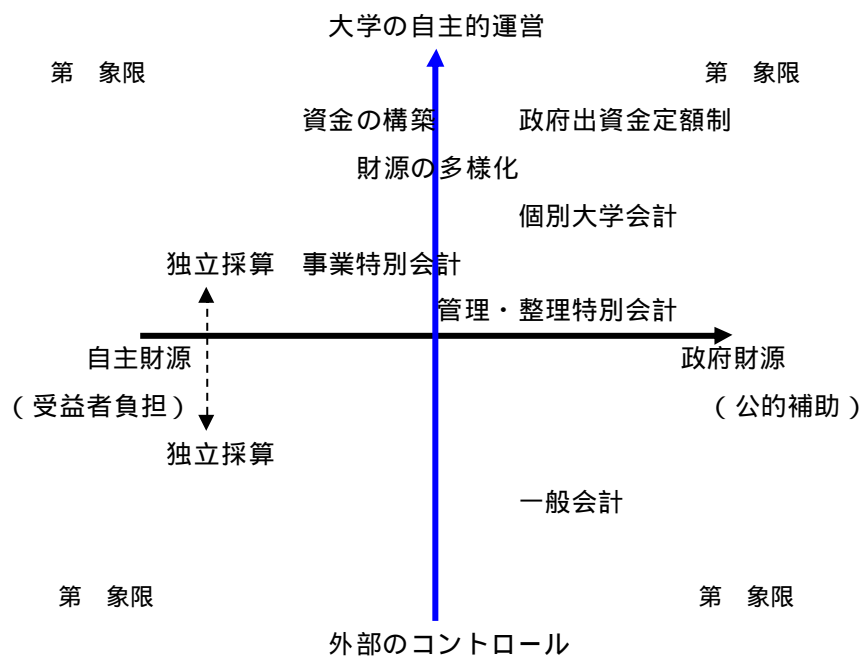 大学の自主的運営
第　象限
第　象限
資金の構築
政府出資金定額制
財源の多様化
個別大学会計
独立採算
事業特別会計
管理・整理特別会計
自主財源
政府財源
(受益者負担)
(公的補助)
独立採算
一般会計
第　象限
第　象限
外部のコントロール